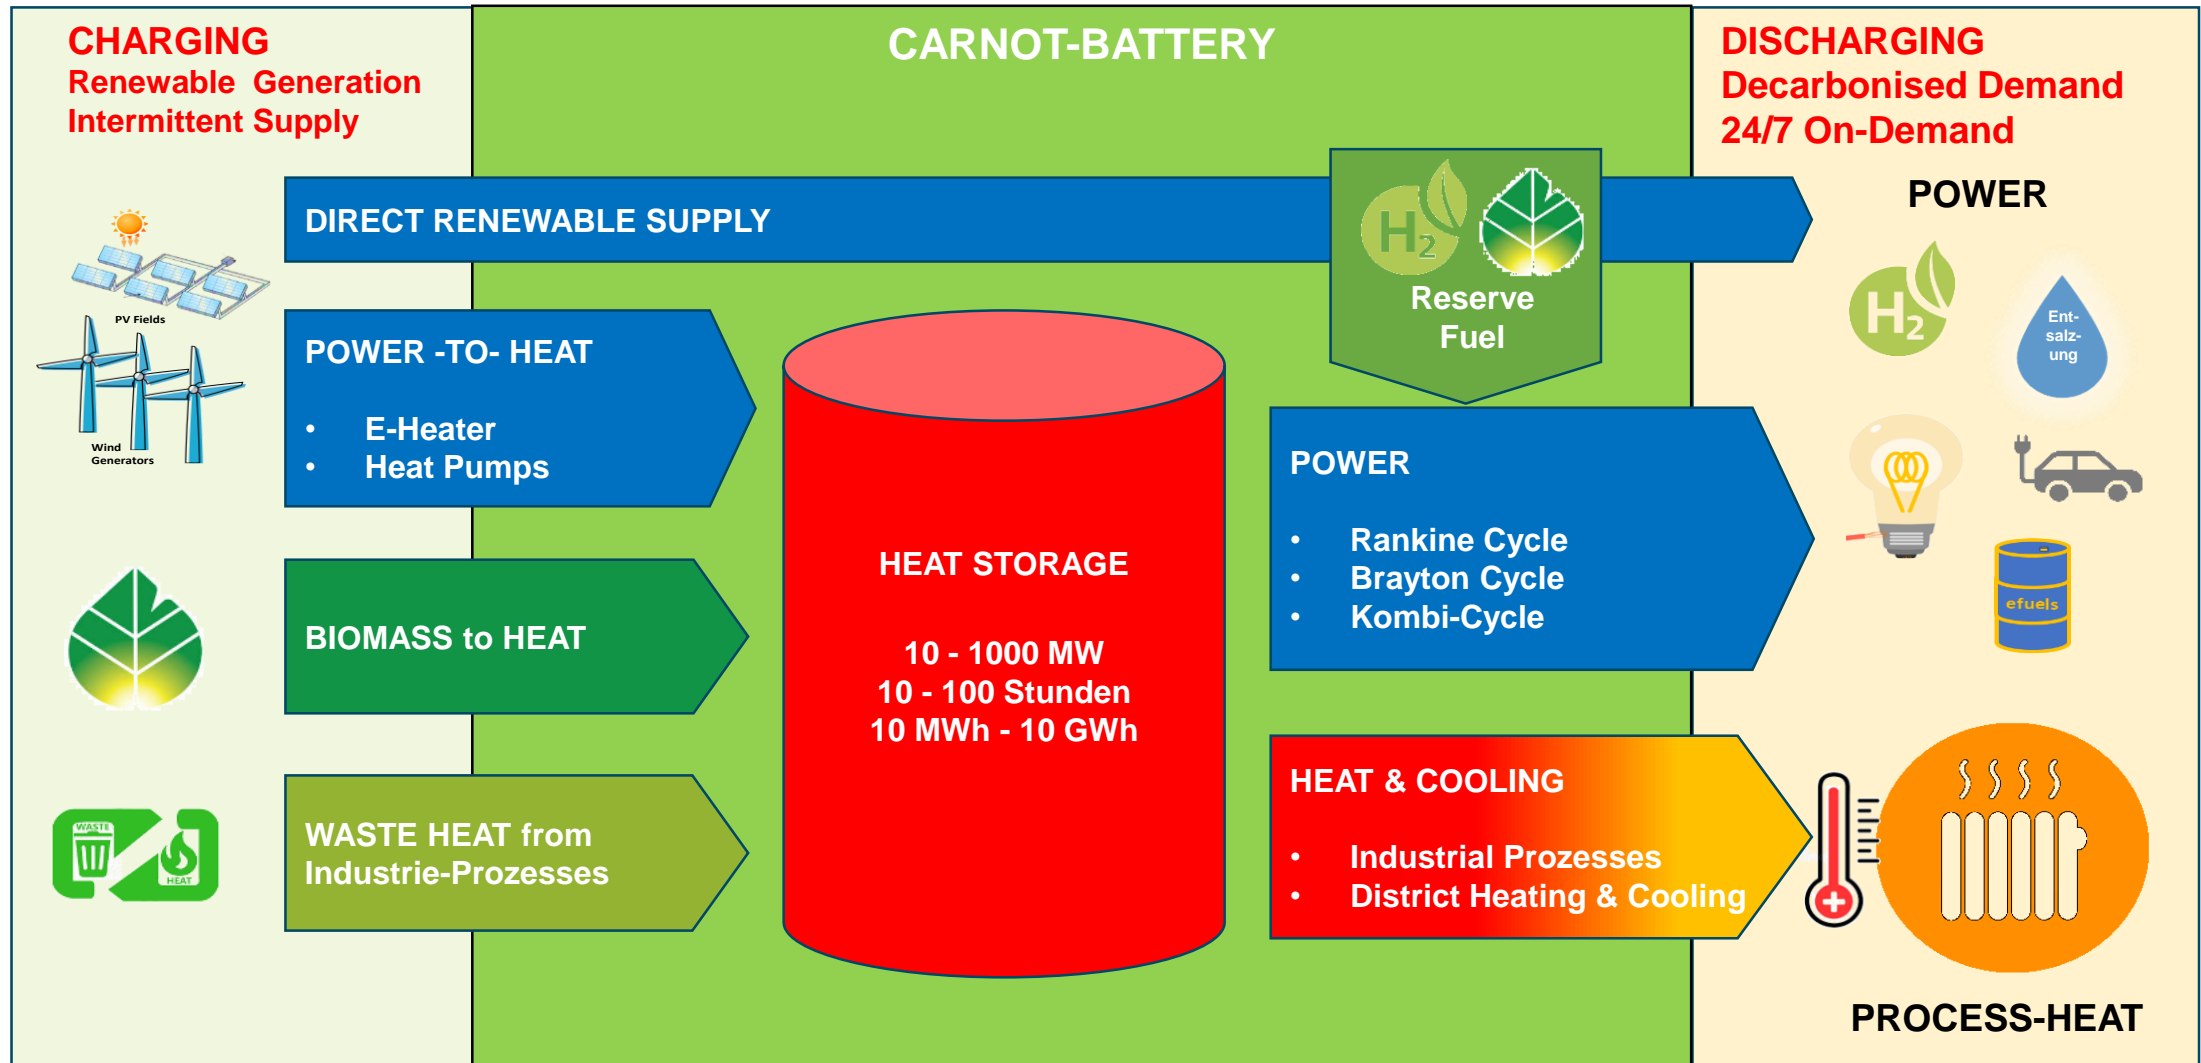 CHARGING
Renewable  Generation
Intermittent Supply
CARNOT-BATTERY
DISCHARGING
Decarbonised Demand
24/7 On-Demand
DIRECT RENEWABLE SUPPLY
PV Fields
Wind
Generators
POWER -TO- HEAT
• E-Heater
• Heat Pumps
BIOMASS to HEAT
WASTE
HEAT
WASTE HEAT from
Industrie-Prozesses
HEAT STORAGE
10 - 1000 MW
10 - 100 Stunden
10 MWh - 10 GWh
H2
Reserve
Fuel
POWER
• Rankine Cycle
• Brayton Cycle
• Kombi-Cycle
HEAT & COOLING
• Industrial Prozesses
• District Heating & Cooling
POWER
H2
Ent-
salz-
ung
efuels
PROCESS-HEAT